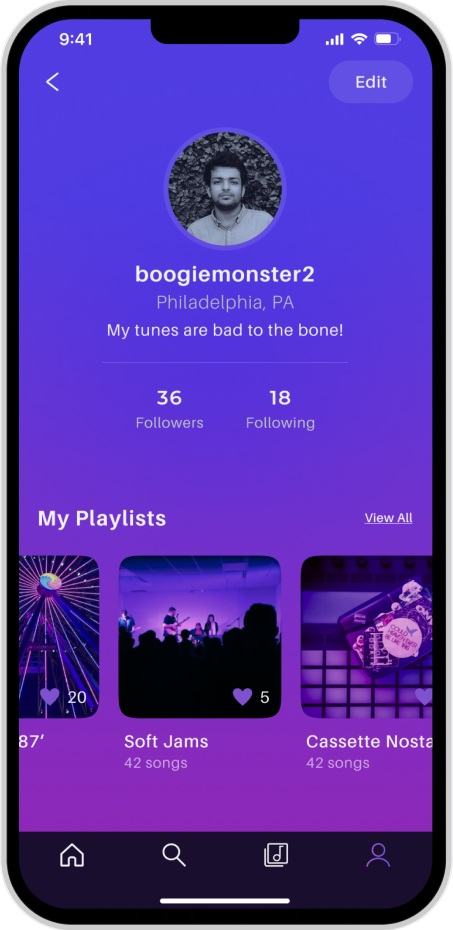 9:41
Edit
boogiemonster2
Philadelphia, PA
My tunes are bad to the bone!
36 18
Followers Following
My Playlists View All
20 5
87’ Soft Jams Cassette Nosta
42 songs 42 songs